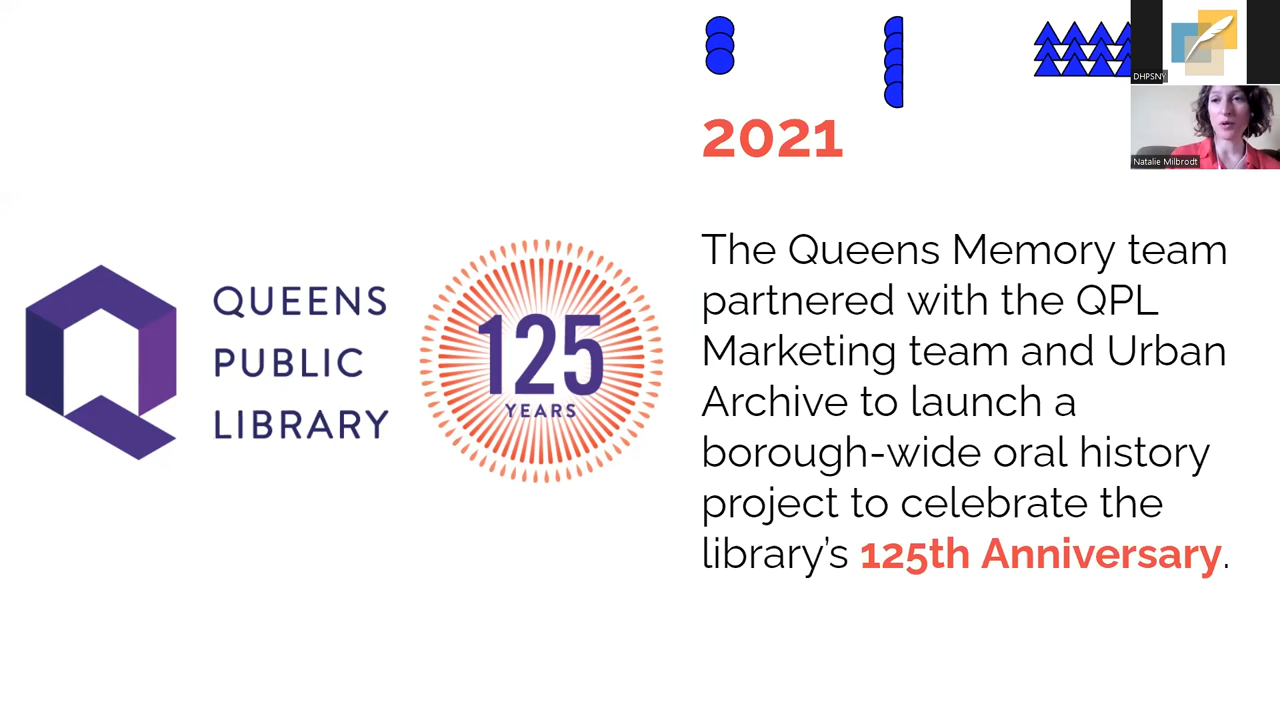 QUEENS
PUBLIC
LIBRARY
125
YEARS
2021
The Queens Memory team
partnered with the QPL
Marketing team and Urban
Archive to launch a
borough-wide oral history
project to celebrate the
library's 125th Anniversary.
DHPSNY
Natalie Milbrodt